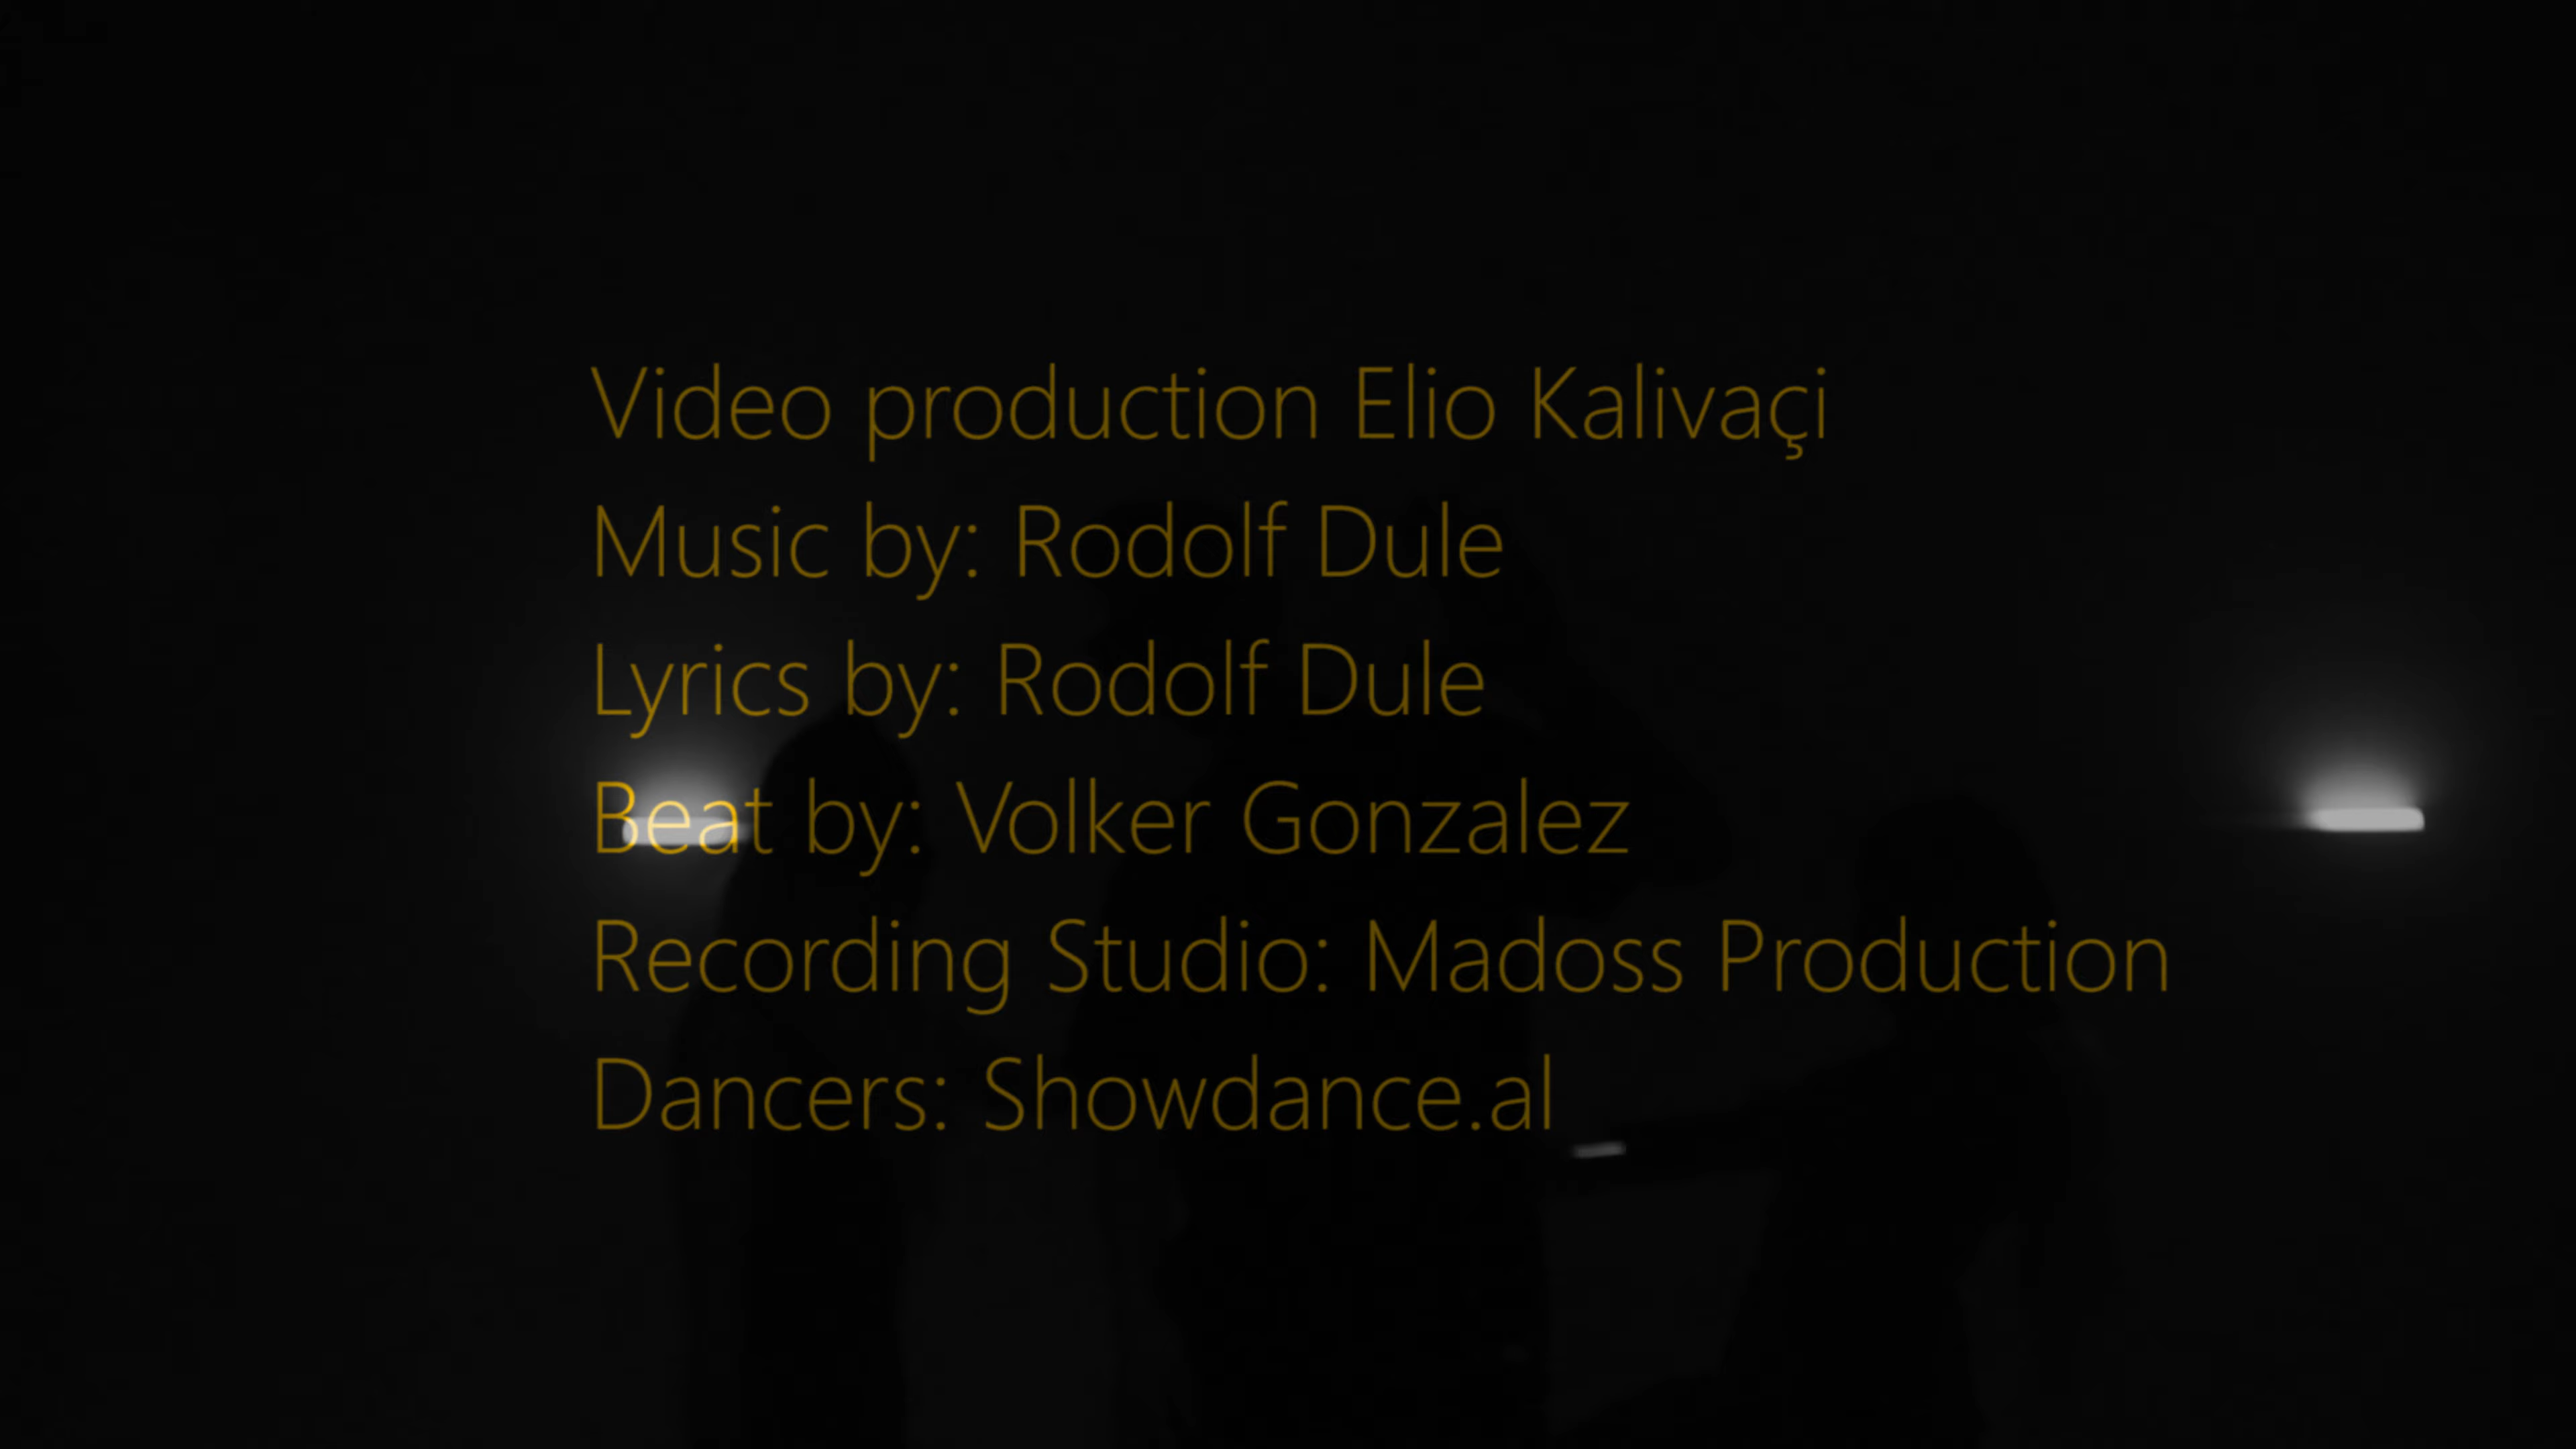 Video production Elio Kalivaçi
Music by: Rodolf Dule
Lyrics by: Rodolf Dule
Beat by: Volker Gonzalez
Recording Studio: Madoss Production
Dancers: Showdance.al